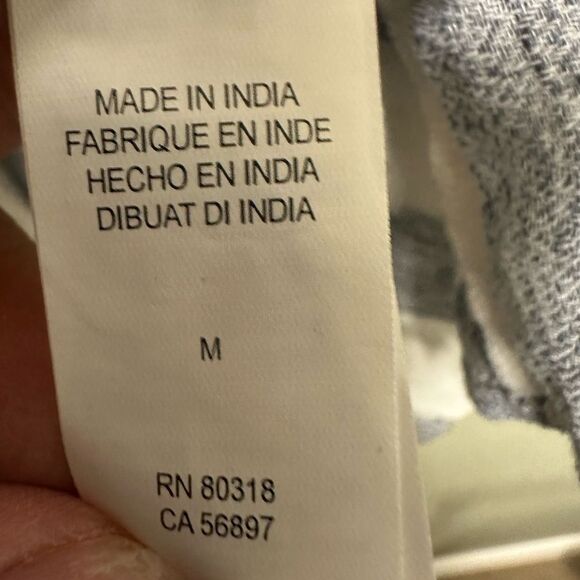 MADE IN INDIA
FABRIQUE EN INDE
HECHO EN INDIA
DIBUAT DI INDIA
M
RN 80318
CA 56897